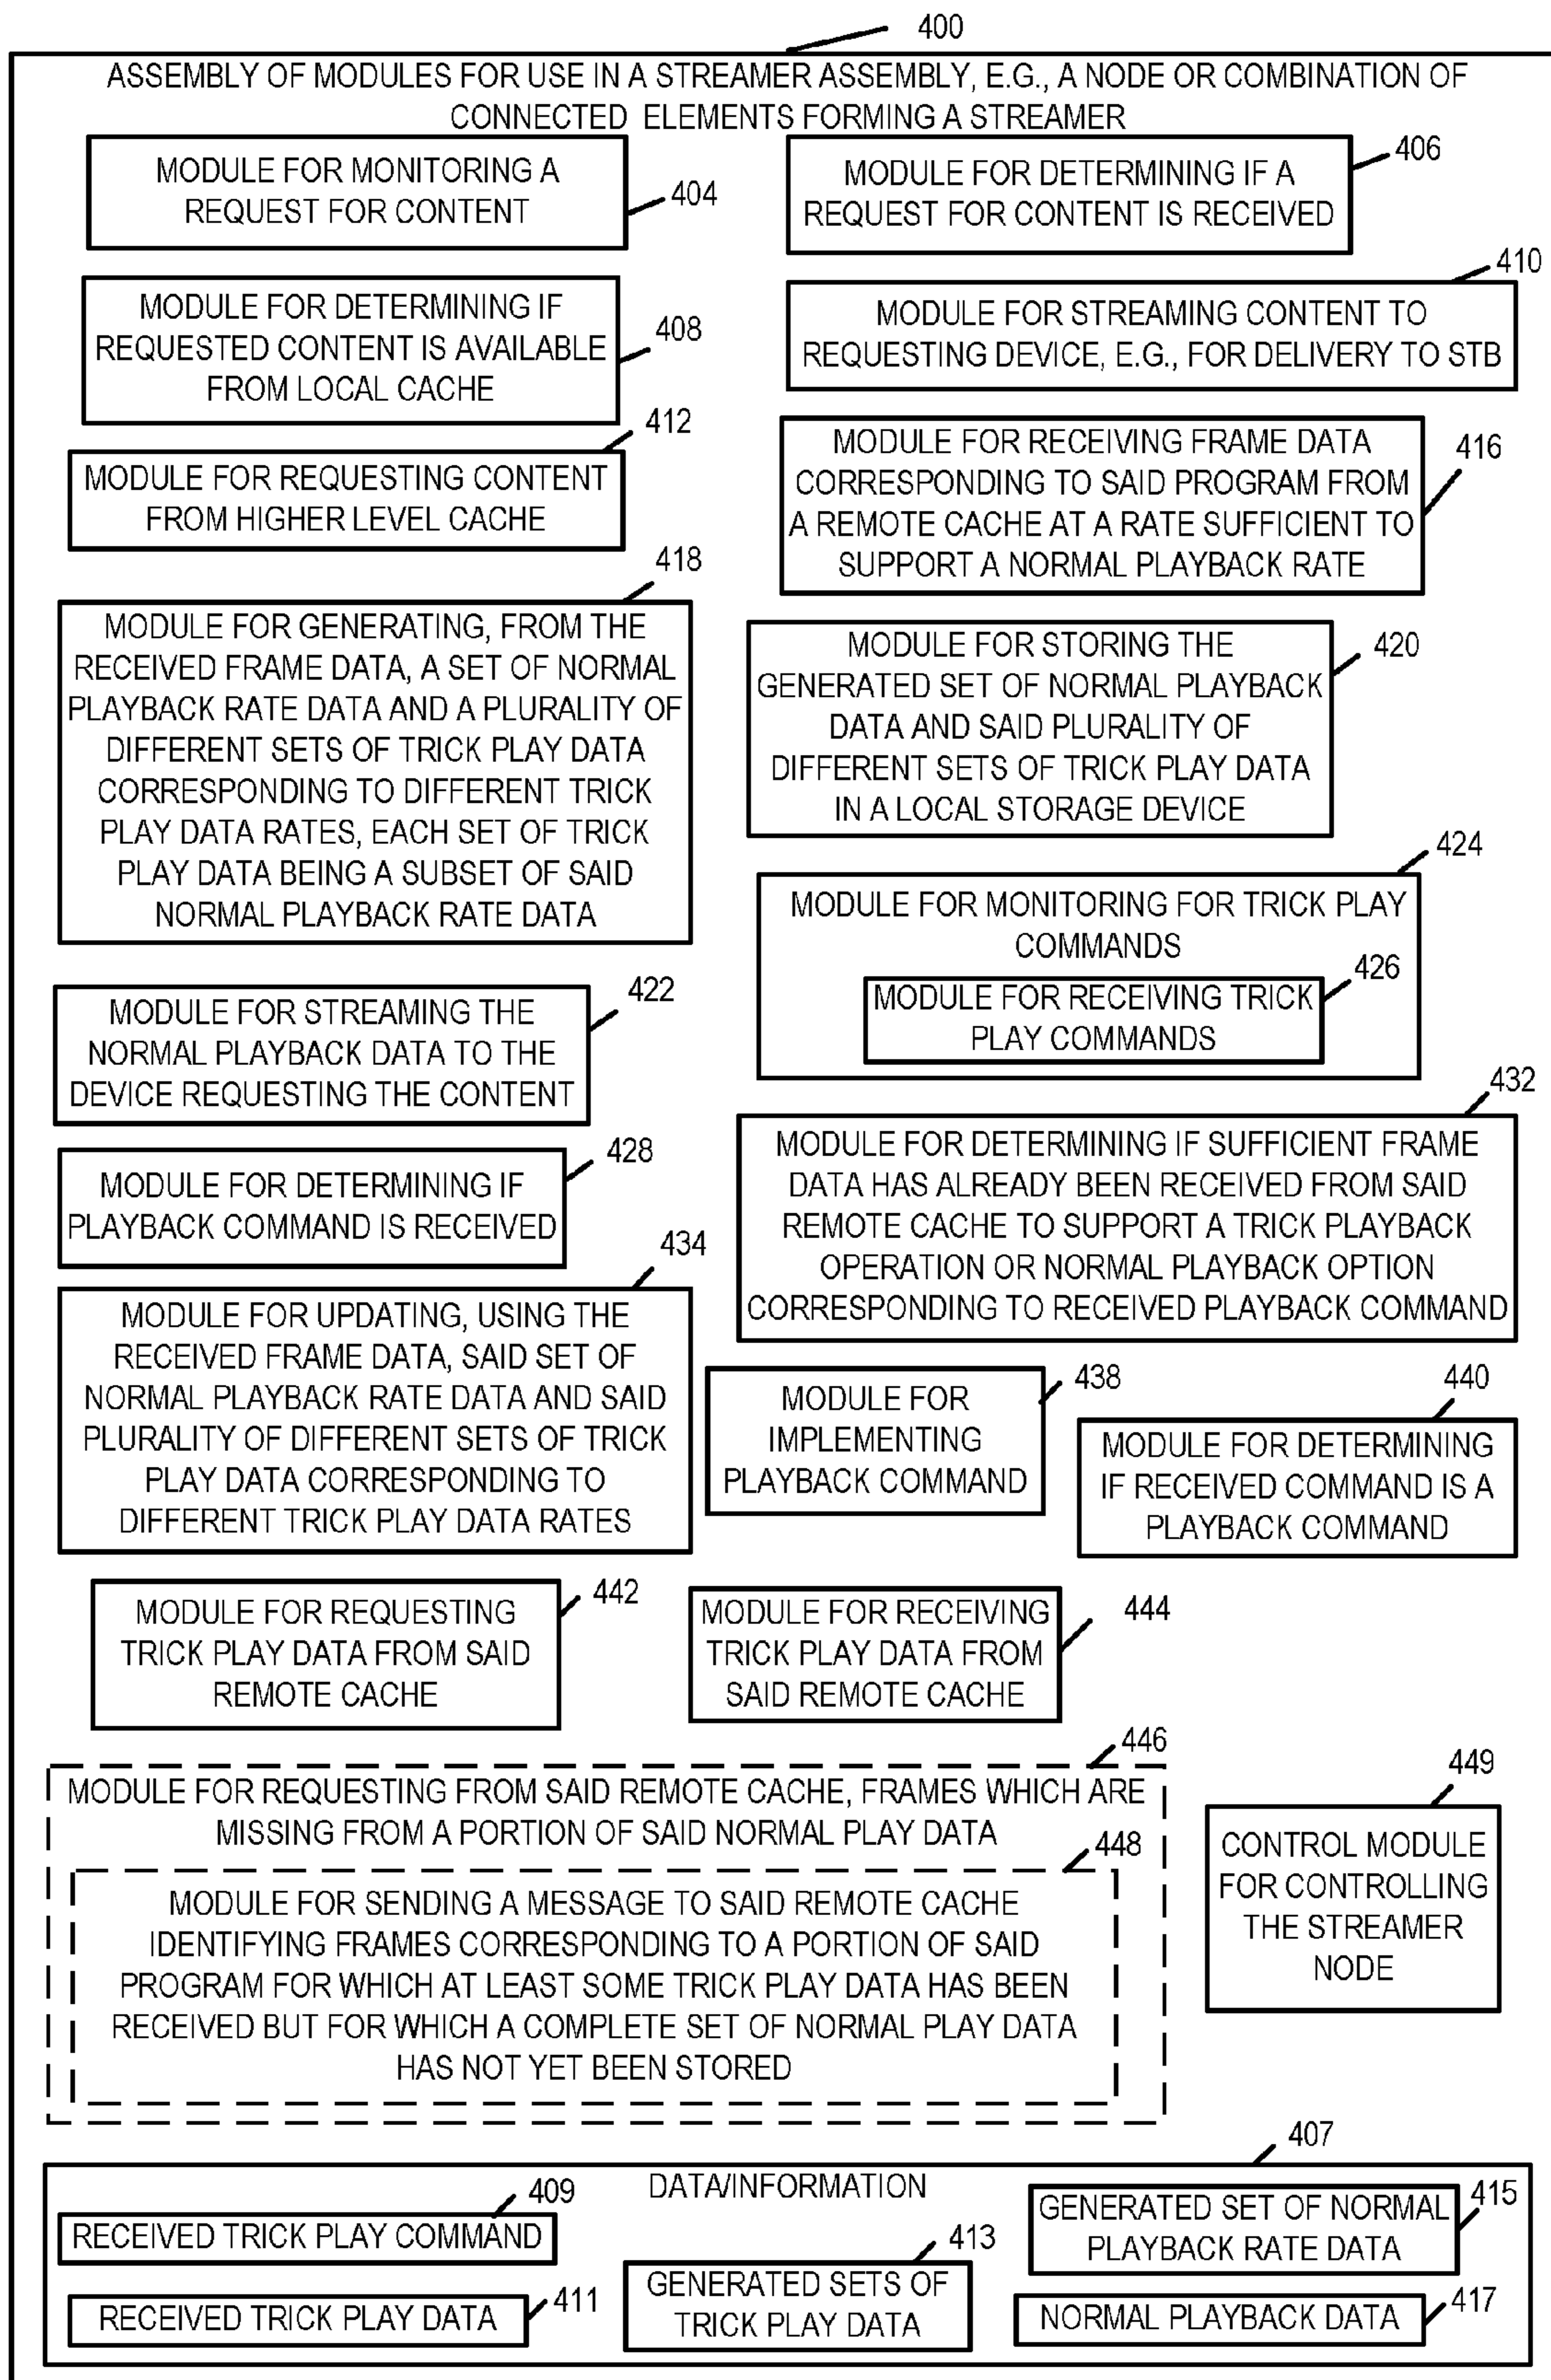 400
ASSEMBLY OF MODULES FOR USE IN A STREAMER ASSEMBLY, E.G., A NODE OR COMBINATION OF
CONNECTED ELEMENTS FORMING A STREAMER
MODULE FOR MONITORING A
REQUEST FOR CONTENT
404
MODULE FOR DETERMINING IF A
REQUEST FOR CONTENT IS RECEIVED
406
MODULE FOR DETERMINING IF
REQUESTED CONTENT IS AVAILABLE
FROM LOCAL CACHE
408
MODULE FOR STREAMING CONTENT TO
REQUESTING DEVICE, E.G., FOR DELIVERY TO STB
410
MODULE FOR REQUESTING CONTENT
FROM HIGHER LEVEL CACHE
412
MODULE FOR RECEIVING FRAME DATA
CORRESPONDING TO SAID PROGRAM FROM
A REMOTE CACHE AT A RATE SUFFICIENT TO
SUPPORT A NORMAL PLAYBACK RATE
416
418
MODULE FOR GENERATING, FROM THE
RECEIVED FRAME DATA, A SET OF NORMAL
PLAYBACK RATE DATA AND A PLURALITY OF
DIFFERENT SETS OF TRICK PLAY DATA
CORRESPONDING TO DIFFERENT TRICK
PLAY DATA RATES, EACH SET OF TRICK
PLAY DATA BEING A SUBSET OF SAID
NORMAL PLAYBACK RATE DATA
MODULE FOR STORING THE
GENERATED SET OF NORMAL PLAYBACK
DATA AND SAID PLURALITY OF
DIFFERENT SETS OF TRICK PLAY DATA
IN A LOCAL STORAGE DEVICE
420
424
MODULE FOR MONITORING FOR TRICK PLAY
COMMANDS
426
MODULE FOR RECEIVING TRICK
PLAY COMMANDS
MODULE FOR STREAMING THE
NORMAL PLAYBACK DATA TO THE
DEVICE REQUESTING THE CONTENT
422
432
MODULE FOR DETERMINING IF SUFFICIENT FRAME
DATA HAS ALREADY BEEN RECEIVED FROM SAID
REMOTE CACHE TO SUPPORT A TRICK PLAYBACK
OPERATION OR NORMAL PLAYBACK OPTION
CORRESPONDING TO RECEIVED PLAYBACK COMMAND
MODULE FOR DETERMINING IF
PLAYBACK COMMAND IS RECEIVED
428
434
MODULE FOR UPDATING, USING THE
RECEIVED FRAME DATA, SAID SET OF
NORMAL PLAYBACK RATE DATA AND SAID
PLURALITY OF DIFFERENT SETS OF TRICK
PLAY DATA CORRESPONDING TO
DIFFERENT TRICK PLAY DATA RATES
MODULE FOR
IMPLEMENTING
PLAYBACK COMMAND
438
440
MODULE FOR DETERMINING
IF RECEIVED COMMAND IS A
PLAYBACK COMMAND
MODULE FOR REQUESTING
TRICK PLAY DATA FROM SAID
REMOTE CACHE
442
MODULE FOR RECEIVING
TRICK PLAY DATA FROM
SAID REMOTE CACHE
444
446
MODULE FOR REQUESTING FROM SAID REMOTE CACHE, FRAMES WHICH ARE
MISSING FROM A PORTION OF SAID NORMAL PLAY DATA
448
MODULE FOR SENDING A MESSAGE TO SAID REMOTE CACHE
IDENTIFYING FRAMES CORRESPONDING TO A PORTION OF SAID
PROGRAM FOR WHICH AT LEAST SOME TRICK PLAY DATA HAS BEEN
RECEIVED BUT FOR WHICH A COMPLETE SET OF NORMAL PLAY DATA
HAS NOT YET BEEN STORED
449
CONTROL MODULE
FOR CONTROLLING
THE STREAMER
NODE
407
DATA/INFORMATION
409
RECEIVED TRICK PLAY COMMAND
RECEIVED TRICK PLAY DATA
411
413
GENERATED SETS OF
TRICK PLAY DATA
GENERATED SET OF NORMAL
PLAYBACK RATE DATA
415
NORMAL PLAYBACK DATA
417